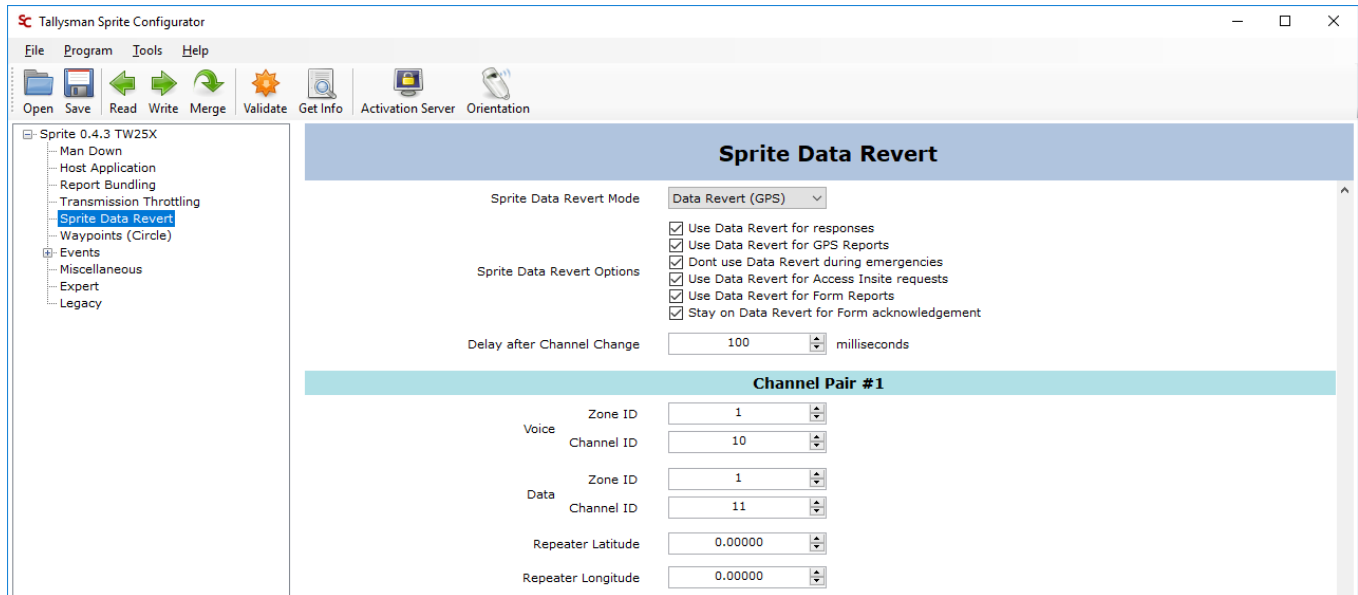 SC Tallysman Sprite Configurator
File Program Tools Help
Open Save Read Write Merge Validate Get Info Activation Server Orientation
Sprite 0.4.3 TW25X
Man Down
Host Application
Report Bundling
Transmission Throttling
Sprite Data Revert
Waypoints (Circle)
Events
Miscellaneous
Expert
Legacy
Sprite Data Revert
Sprite Data Revert Mode Data Revert (GPS)
Sprite Data Revert Options
Use Data Revert for responses
Use Data Revert for GPS Reports
Dont use Data Revert during emergencies
Use Data Revert for Access Insite requests
Use Data Revert for Form Reports
Stay on Data Revert for Form acknowledgement
Delay after Channel Change 100 milliseconds
Channel Pair #1
Voice
Zone ID 1
Channel ID 10
Data
Zone ID 1
Channel ID 11
Repeater Latitude 0.00000
Repeater Longitude 0.00000